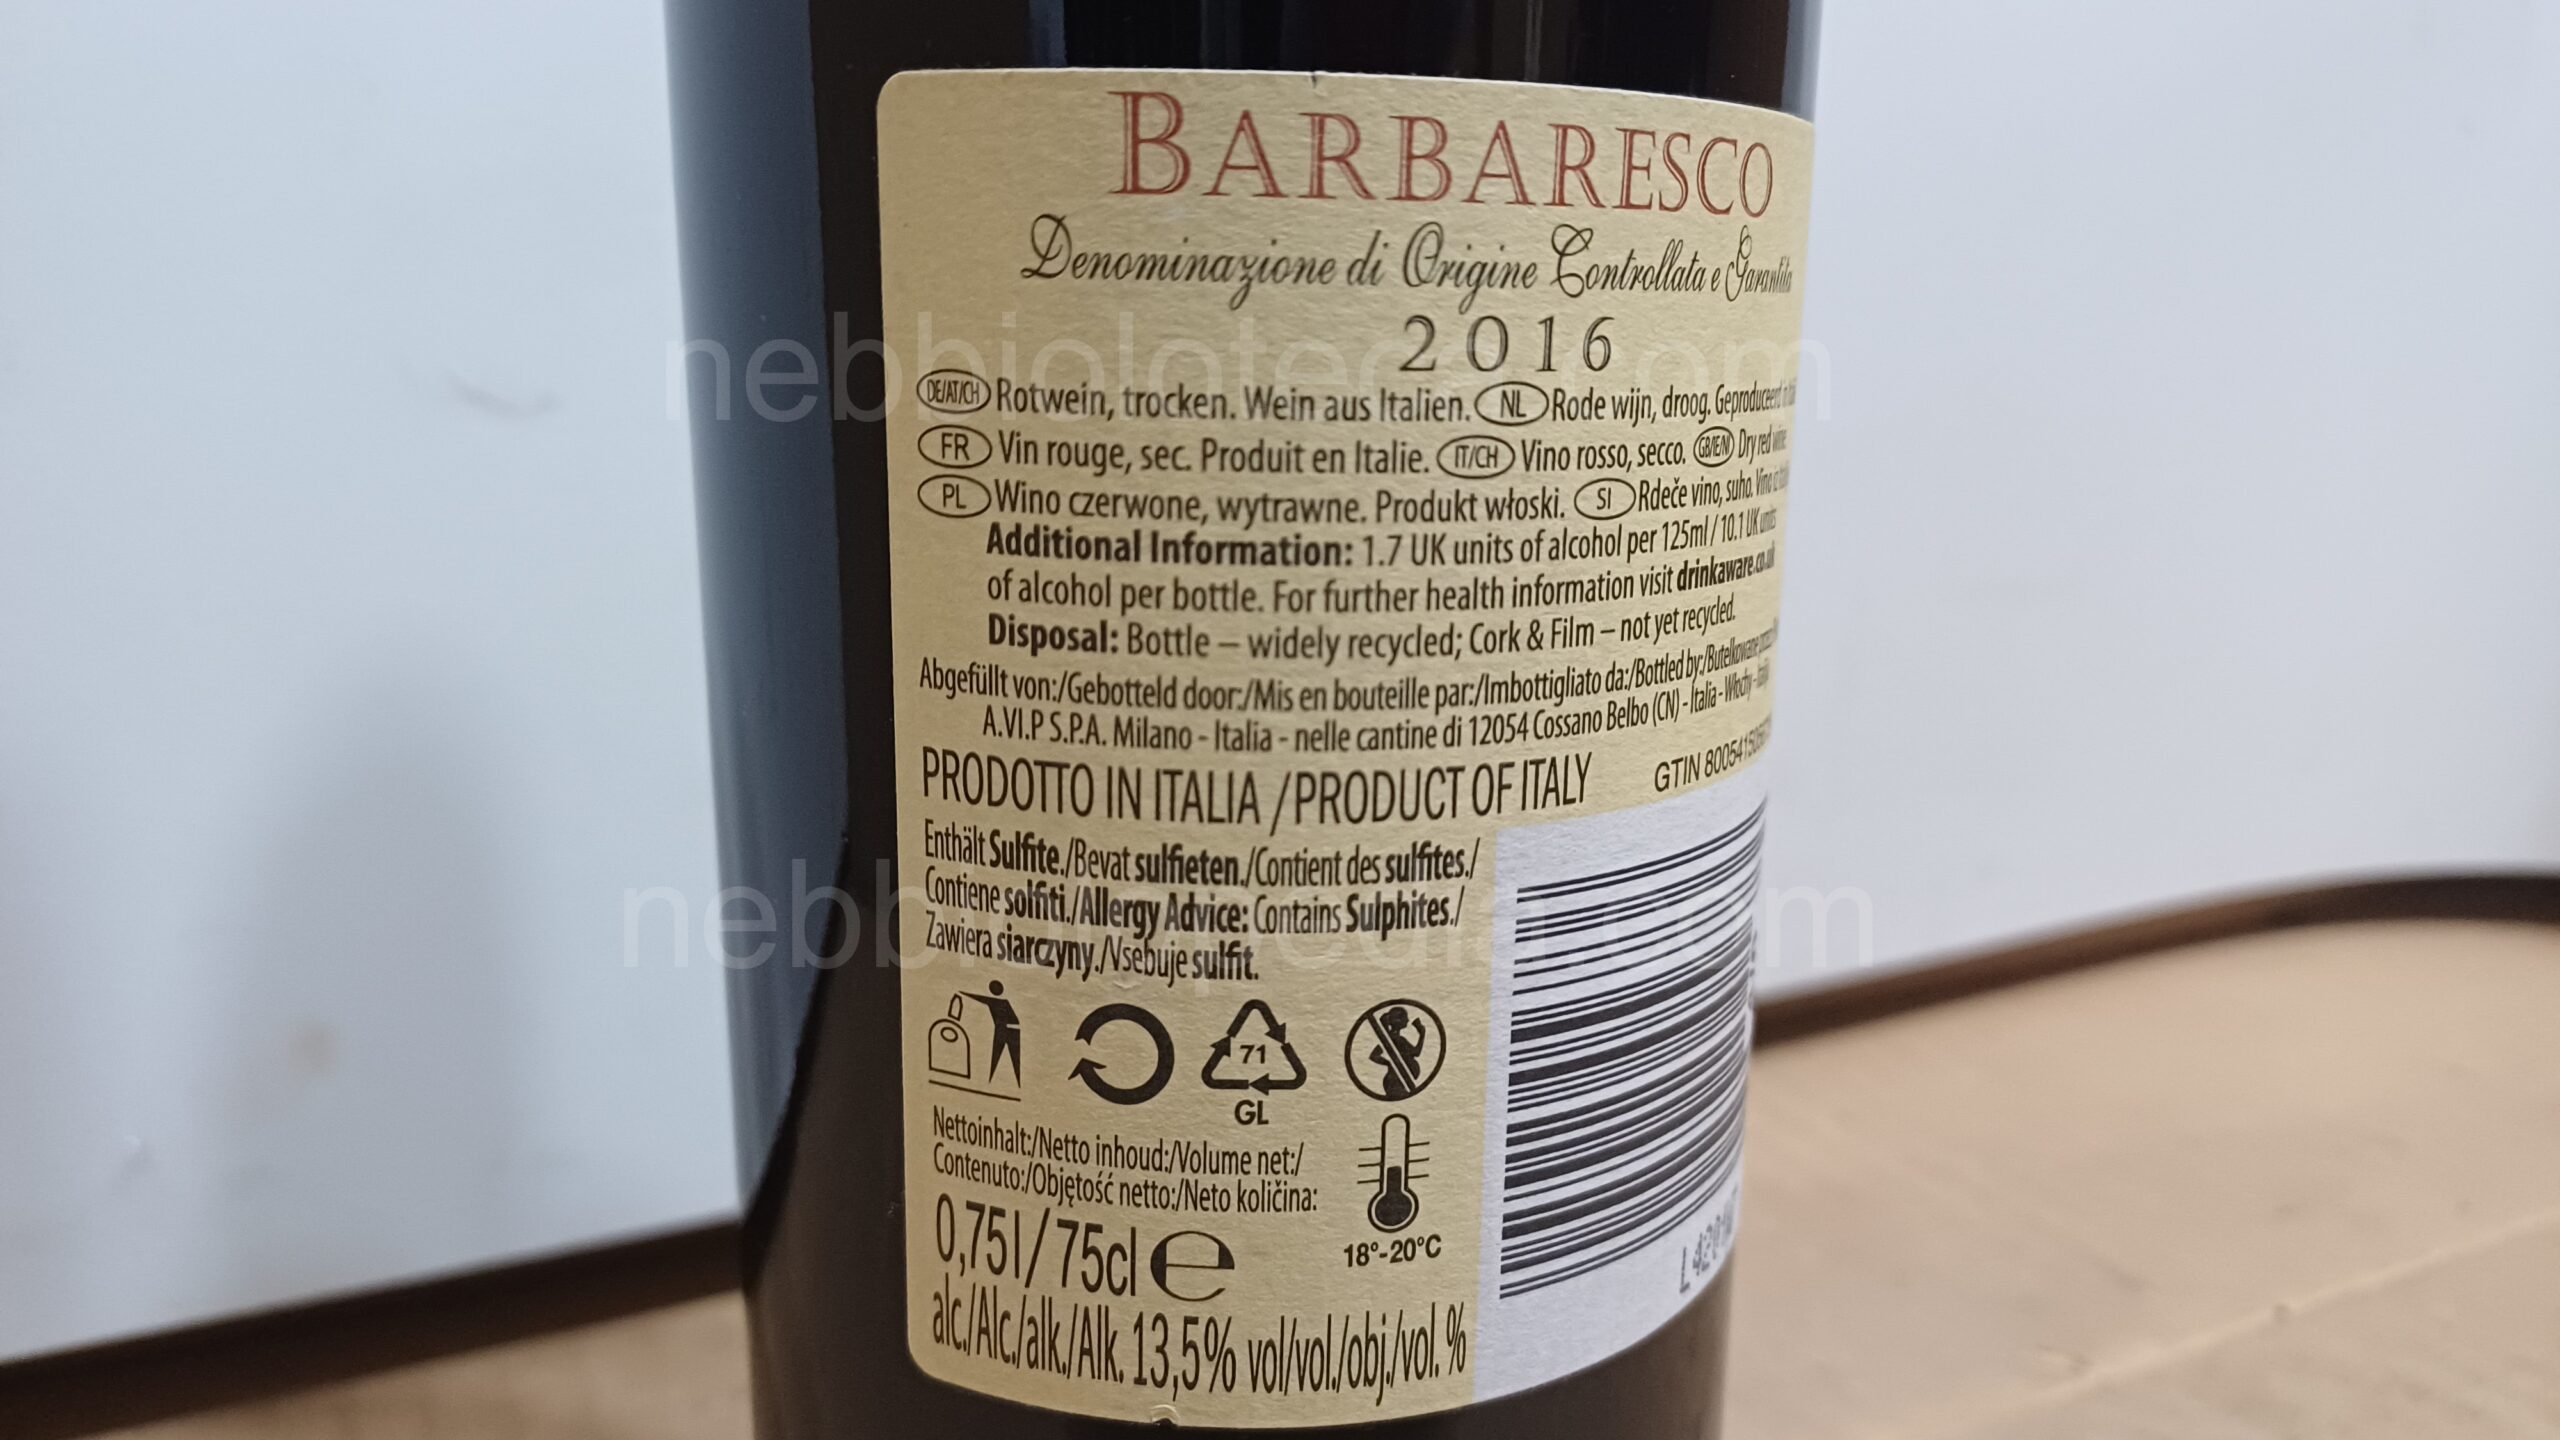 BARBARESCO
Denominazione di Origine Controllata e Garantita
2016
DE/AT/CH Rotwein, trocken. Wein aus Italien. NL Rode wijn, droog. Geproduceerd in
FR Vin rouge, sec. Produit en Italie. IT/CH Vino rosso, secco. GB/IE/NI Dry red wine
PL Wino czerwone, wytrawne. Produkt włoski. SI Rdeče vino, suho. Vino iz
Additional Information: 1.7 UK units of alcohol per 125ml / 10.1 UK units
of alcohol per bottle. For further health information visit drinkaware.co.uk
Disposal: Bottle – widely recycled; Cork & Film – not yet recycled.
Abgefüllt von:/Gebotteld door:/Mis en bouteille par:/Imbottigliato da:/Bottled by:/Butelkowane
A.VI.P S.P.A. Milano - Italia - nelle cantine di 12054 Cossano Belbo (CN) - Italia - Włochy -
PRODOTTO IN ITALIA / PRODUCT OF ITALY
GTIN
Enthält Sulfite./Bevat sulfieten./Contient des sulfites./
Contiene solfiti./Allergy Advice: Contains Sulphites./
Zawiera siarczyny./Vsebuje sulfit.
71
GL
Nettoinhalt:/Netto inhoud:/Volume net:/
Contenuto:/Objętość netto:/Neto količina:
0,75l/75cl e
18°-20°C
alc./Alc./alk./Alk. 13,5% vol/vol./obj./vol. %
nebbioloteca.com
nebbiolopedia.com